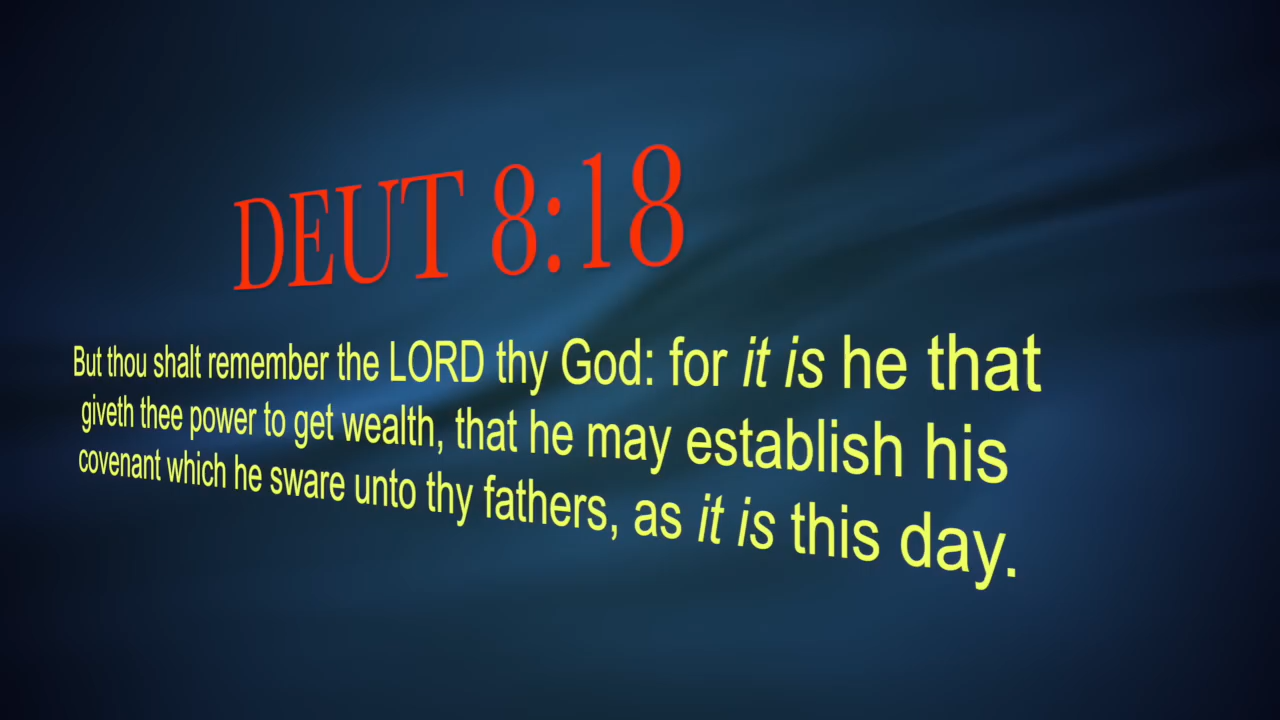 DEUT 8:18
But thou shalt remember the LORD thy God: for it is he that
giveth thee power to get wealth, that he may establish his
covenant which he sware unto thy fathers, as it is this day.